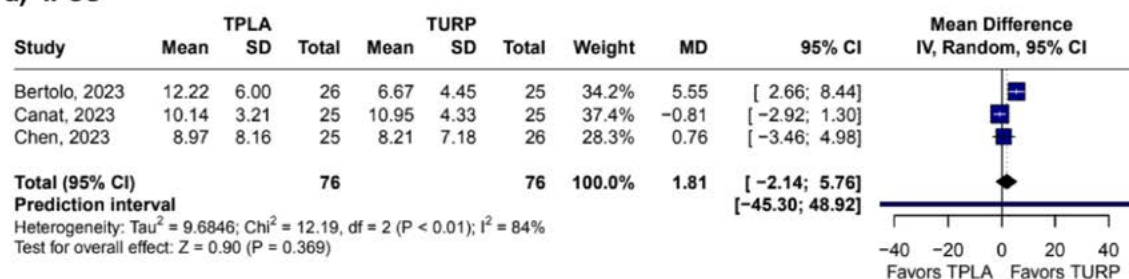 TPLA TURP Mean Difference
Study Mean SD Total Mean SD Total Weight MD 95% CI IV, Random, 95% CI
Bertolo, 2023 12.22 6.00 26 6.67 4.45 25 34.2% 5.55 [ 2.66; 8.44]
Canat, 2023 10.14 3.21 25 10.95 4.33 25 37.4% −0.81 [ −2.92; 1.30]
Chen, 2023 8.97 8.16 25 8.21 7.18 26 28.3% 0.76 [ −3.46; 4.98]
Total (95% CI) 76 76 100.0% 1.81 [ −2.14; 5.76]
Prediction interval [−45.30; 48.92]
Heterogeneity: Tau² = 9.6846; Chi² = 12.19, df = 2 (P < 0.01); I² = 84%
Test for overall effect: Z = 0.90 (P = 0.369)
−40 −20 0 20 40
Favors TPLA Favors TURP